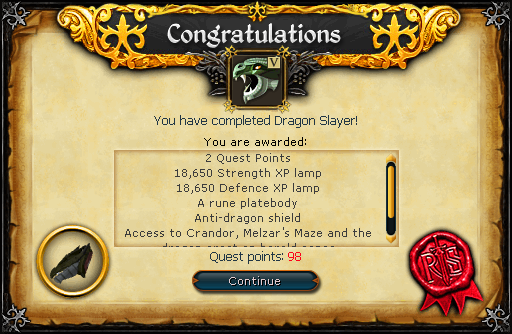 Congratulations
V
You have completed Dragon Slayer!
You are awarded:
2 Quest Points
18,650 Strength XP lamp
18,650 Defence XP lamp
A rune platebody
Anti-dragon shield
Access to Crandor, Melzar's Maze and the
Quest points: 98
Continue